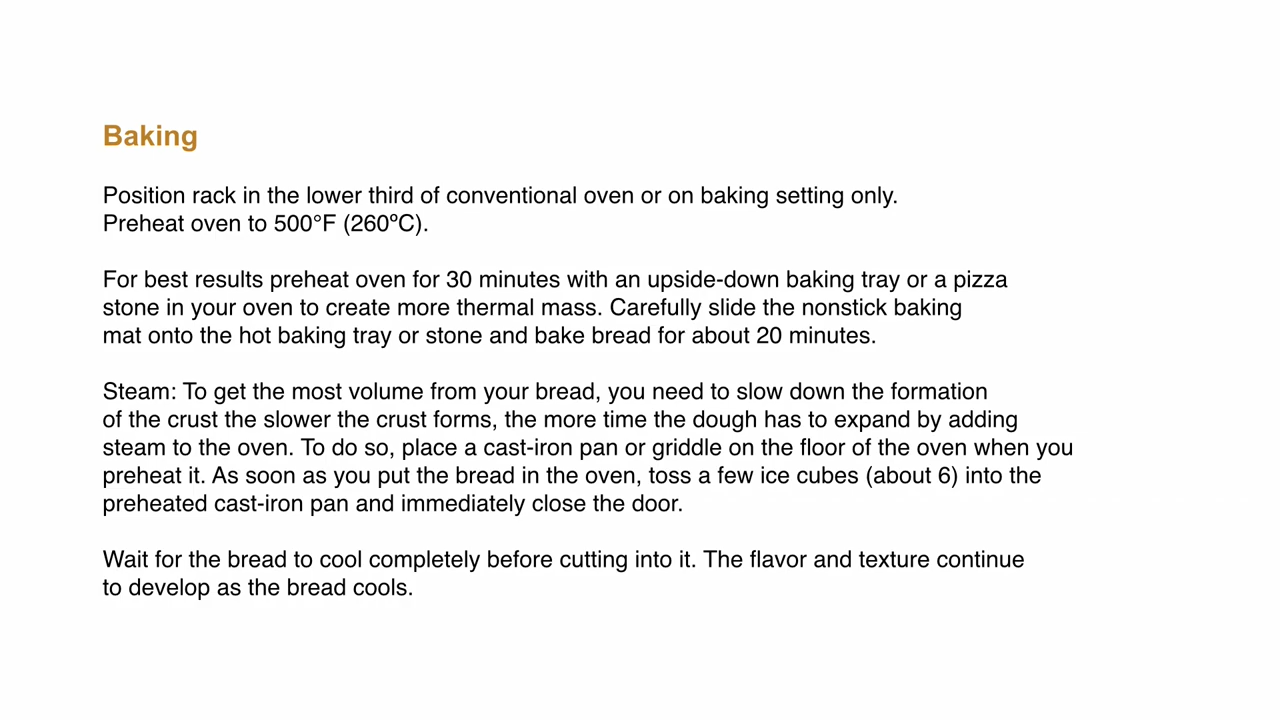 Baking
Position rack in the lower third of conventional oven or on baking setting only.
Preheat oven to 500°F (260ºC).
For best results preheat oven for 30 minutes with an upside-down baking tray or a pizza
stone in your oven to create more thermal mass. Carefully slide the nonstick baking
mat onto the hot baking tray or stone and bake bread for about 20 minutes.
Steam: To get the most volume from your bread, you need to slow down the formation
of the crust the slower the crust forms, the more time the dough has to expand by adding
steam to the oven. To do so, place a cast-iron pan or griddle on the floor of the oven when you
preheat it. As soon as you put the bread in the oven, toss a few ice cubes (about 6) into the
preheated cast-iron pan and immediately close the door.
Wait for the bread to cool completely before cutting into it. The flavor and texture continue
to develop as the bread cools.